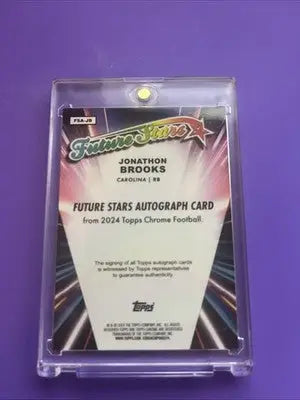 FSA-JB
Future Stars
JONATHON
BROOKS
CAROLINA | RB
FUTURE STARS AUTOGRAPH CARD
from 2024 Topps Chrome Football.
The signing of all Topps autograph cards
is witnessed by Topps representatives
to guarantee authenticity.
Topps